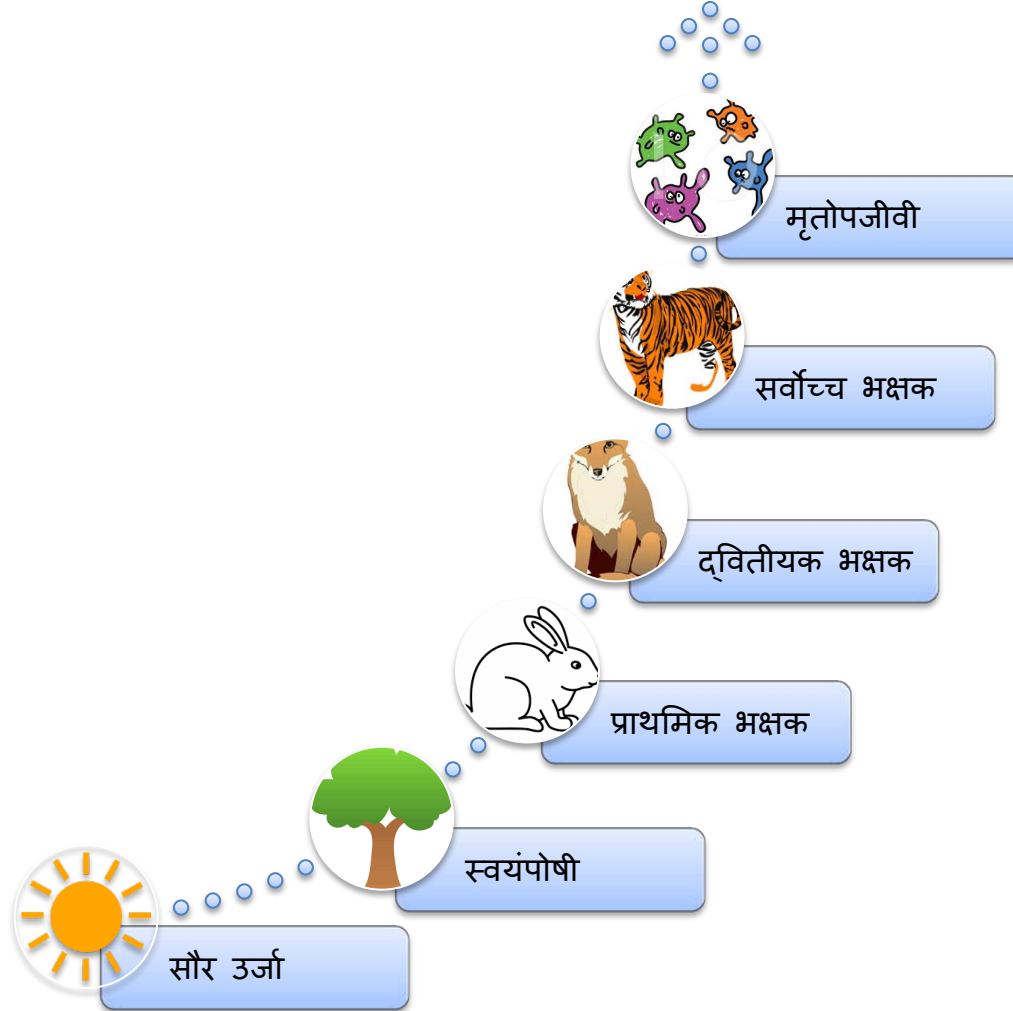 मृतोपजीवी
सर्वोच्च भक्षक
द्‌वितीयक भक्षक
प्राथमिक भक्षक
स्वयंपोषी
सौर उर्जा